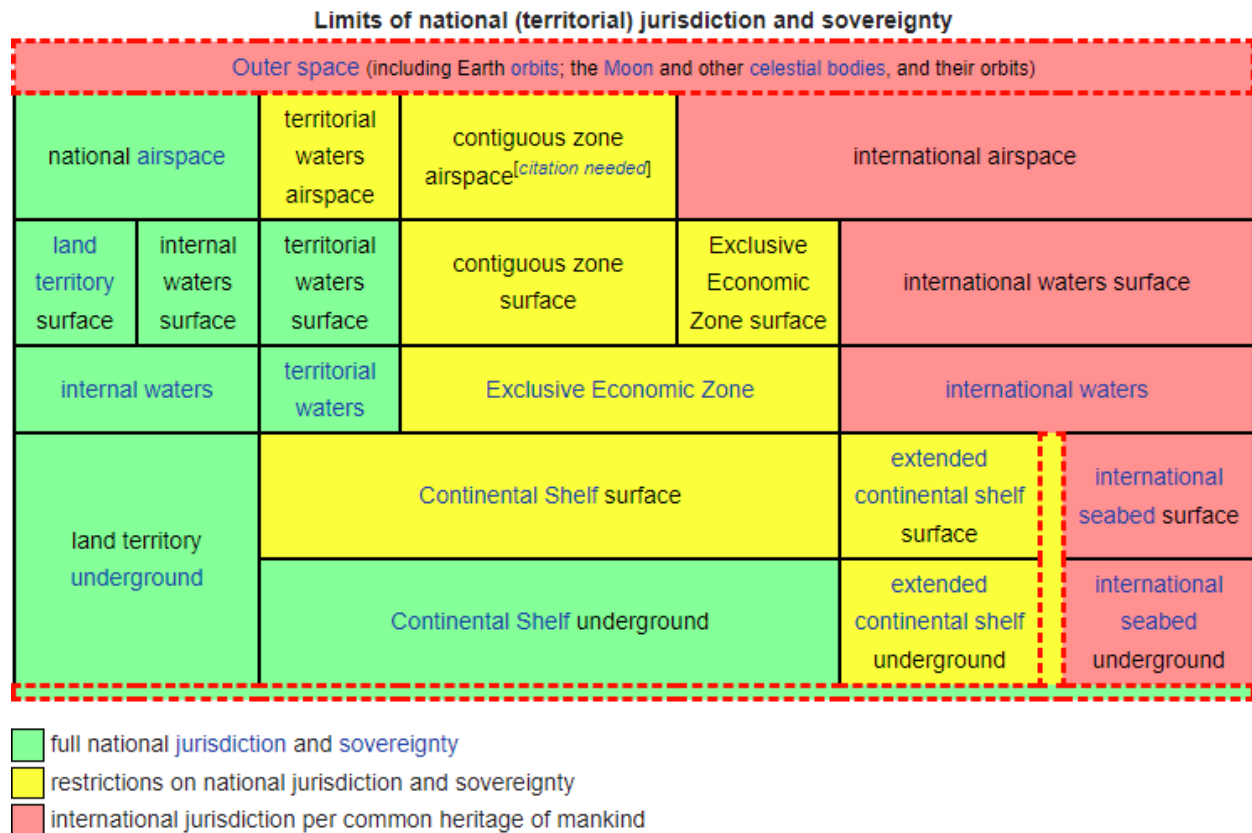 Limits of national (territorial) jurisdiction and sovereignty
Outer space (including Earth orbits; the Moon and other celestial bodies, and their orbits)
national airspace
territorial
waters
airspace
contiguous zone
airspace[citation needed]
international airspace
land
territory
surface
internal
waters
surface
territorial
waters
surface
contiguous zone
surface
Exclusive
Economic
Zone surface
international waters surface
internal waters
territorial
waters
Exclusive Economic Zone
international waters
land territory
underground
Continental Shelf surface
extended
continental shelf
surface
international
seabed surface
Continental Shelf underground
extended
continental shelf
underground
international
seabed
underground
full national jurisdiction and sovereignty
restrictions on national jurisdiction and sovereignty
international jurisdiction per common heritage of mankind